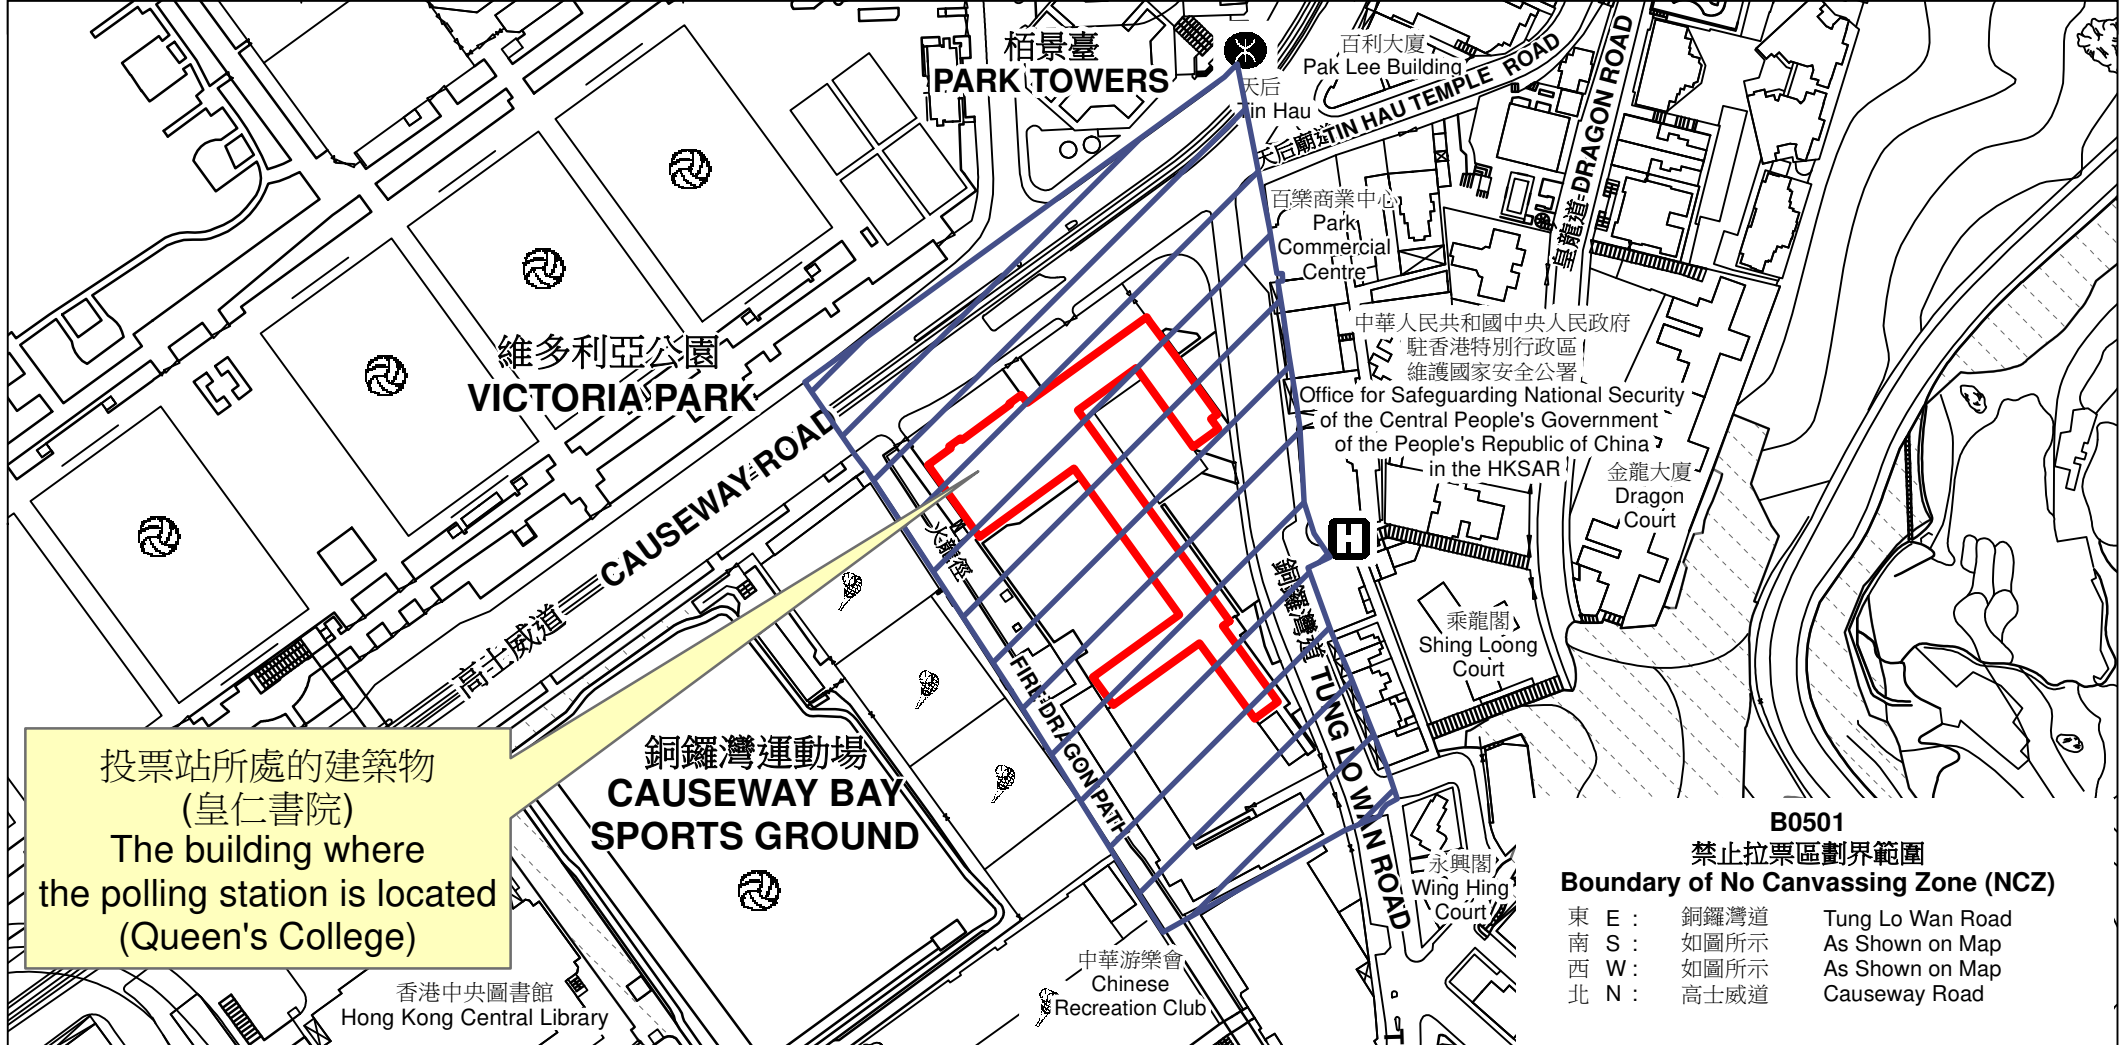 栢景臺
PARK TOWERS
天后
Tin Hau
百利大廈
Pak Lee Building
天后廟道 TIN HAU TEMPLE ROAD
皇龍道 DRAGON ROAD
百樂商業中心
Park
Commercial
Centre
維多利亞公園
VICTORIA PARK
中華人民共和國中央人民政府
駐香港特別行政區
維護國家安全公署
Office for Safeguarding National Security
of the Central People's Government
of the People's Republic of China
in the HKSAR
金龍大廈
Dragon
Court
高士威道 CAUSEWAY ROAD
火龍徑
FIRE DRAGON PATH
H
銅鑼灣道 TUNG LO WAN ROAD
乘龍閣
Shing Loong
Court
銅鑼灣運動場
CAUSEWAY BAY
SPORTS GROUND
投票站所處的建築物
(皇仁書院)
The building where
the polling station is located
(Queen's College)
永興閣
Wing Hing
Court
中華游樂會
Chinese
Recreation Club
香港中央圖書館
Hong Kong Central Library
B0501
禁止拉票區劃界範圍
Boundary of No Canvassing Zone (NCZ)
東 E : 銅鑼灣道 Tung Lo Wan Road
南 S : 如圖所示 As Shown on Map
西 W : 如圖所示 As Shown on Map
北 N : 高士威道 Causeway Road